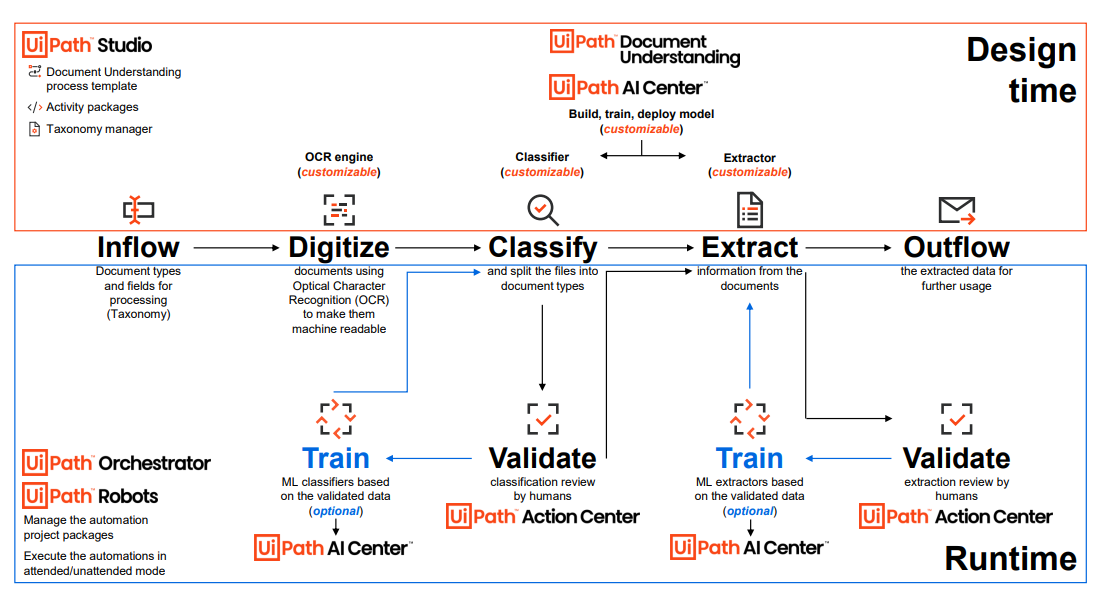 UiPath™ Studio
Document Understanding
process template
Activity packages
Taxonomy manager
UiPath™ Document
Understanding
UiPath AI Center™
Build, train, deploy model
(customizable)
Design
time
OCR engine
(customizable)
Classifier
(customizable)
Extractor
(customizable)
Inflow
Digitize
Classify
Extract
Outflow
Document types
and fields for
processing
(Taxonomy)
documents using
Optical Character
Recognition (OCR)
to make them
machine readable
and split the files into
document types
information from the
documents
the extracted data for
further usage
Train
ML classifiers based
on the validated data
(optional)
UiPath AI Center™
Validate
classification review
by humans
UiPath™ Action Center
Train
ML extractors based
on the validated data
(optional)
UiPath AI Center™
Validate
extraction review by
humans
UiPath™ Action Center
UiPath™ Orchestrator
UiPath™ Robots
Manage the automation
project packages
Execute the automations in
attended/unattended mode
Runtime